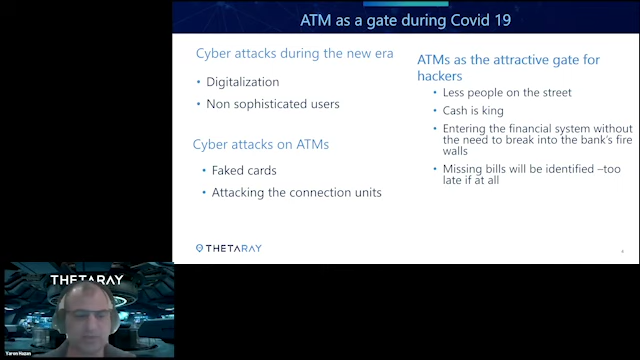 ATM as a gate during Covid 19
Cyber attacks during the new era
• Digitalization
• Non sophisticated users
Cyber attacks on ATMs
• Faked cards
• Attacking the connection units
ATMs as the attractive gate for
hackers
• Less people on the street
• Cash is king
• Entering the financial system without
the need to break into the bank's fire
walls
• Missing bills will be identified –too
late if at all
THETARAY
THETARAY
Yaron Hazan